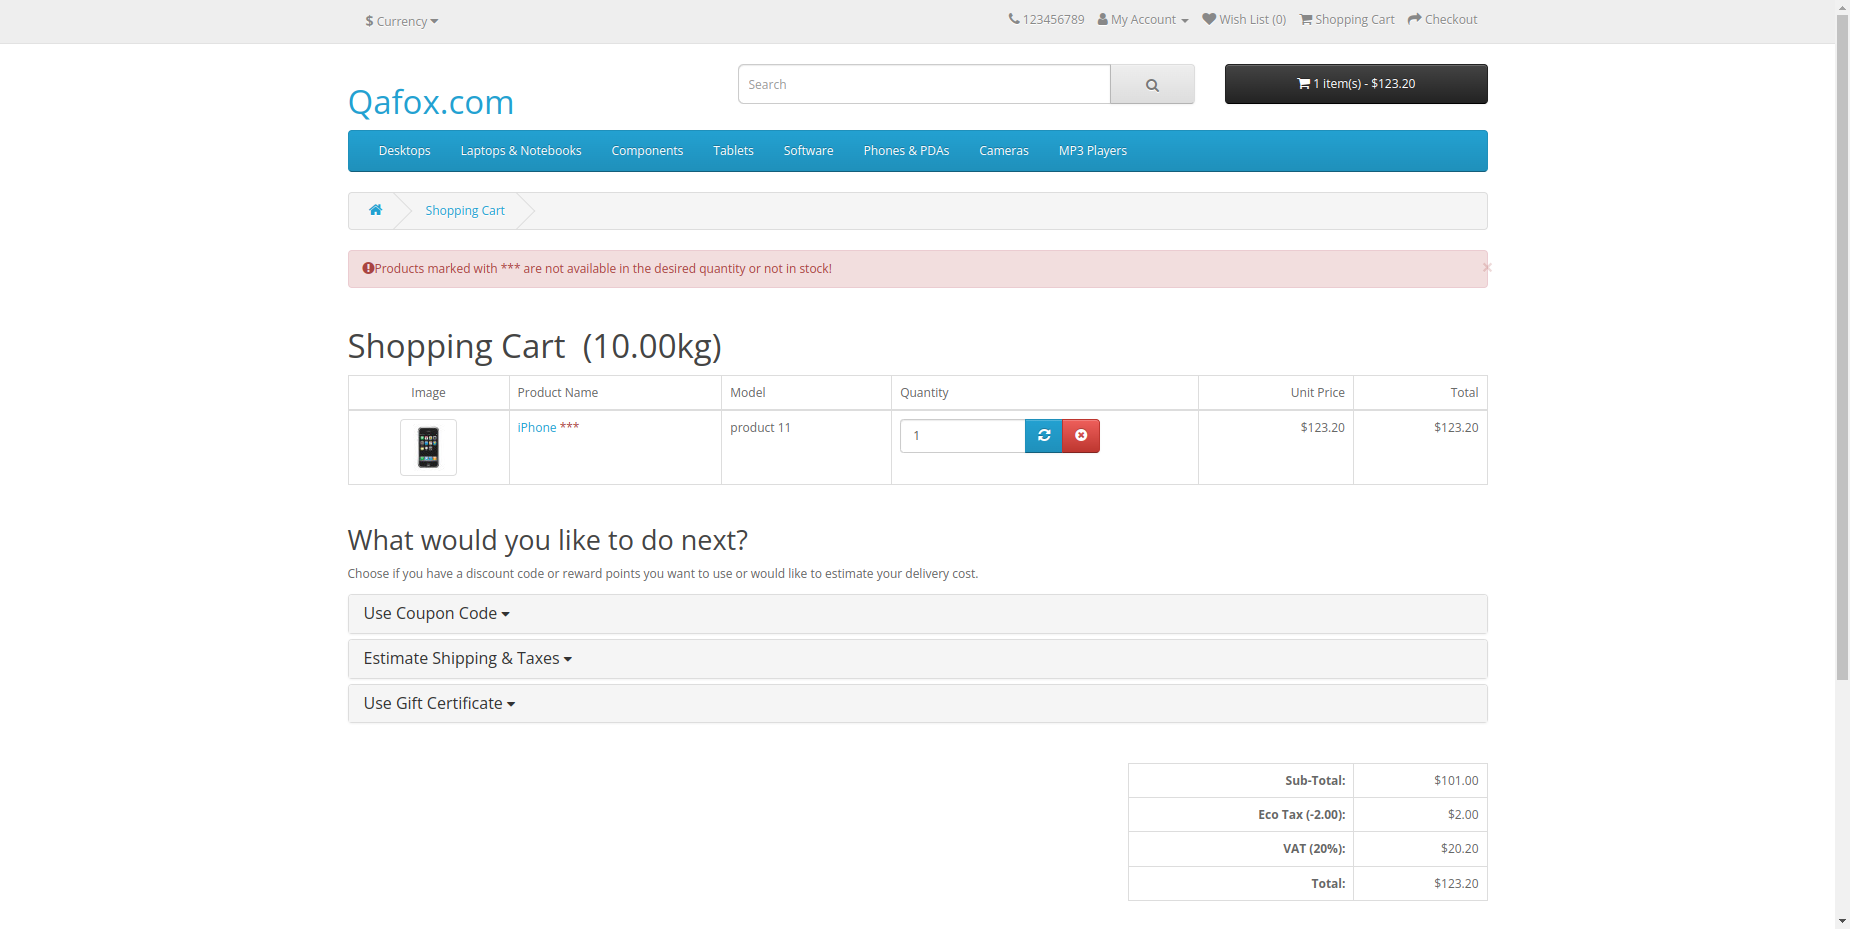 $ Currency
123456789 My Account Wish List (0) Shopping Cart Checkout
Qafox.com
Search
1 item(s) - $123.20
Desktops Laptops & Notebooks Components Tablets Software Phones & PDAs Cameras MP3 Players
Shopping Cart
Products marked with *** are not available in the desired quantity or not in stock!
×
Shopping Cart (10.00kg)
Image Product Name Model Quantity Unit Price Total
iPhone *** product 11 1 $123.20 $123.20
What would you like to do next?
Choose if you have a discount code or reward points you want to use or would like to estimate your delivery cost.
Use Coupon Code
Estimate Shipping & Taxes
Use Gift Certificate
Sub-Total: $101.00
Eco Tax (-2.00): $2.00
VAT (20%): $20.20
Total: $123.20